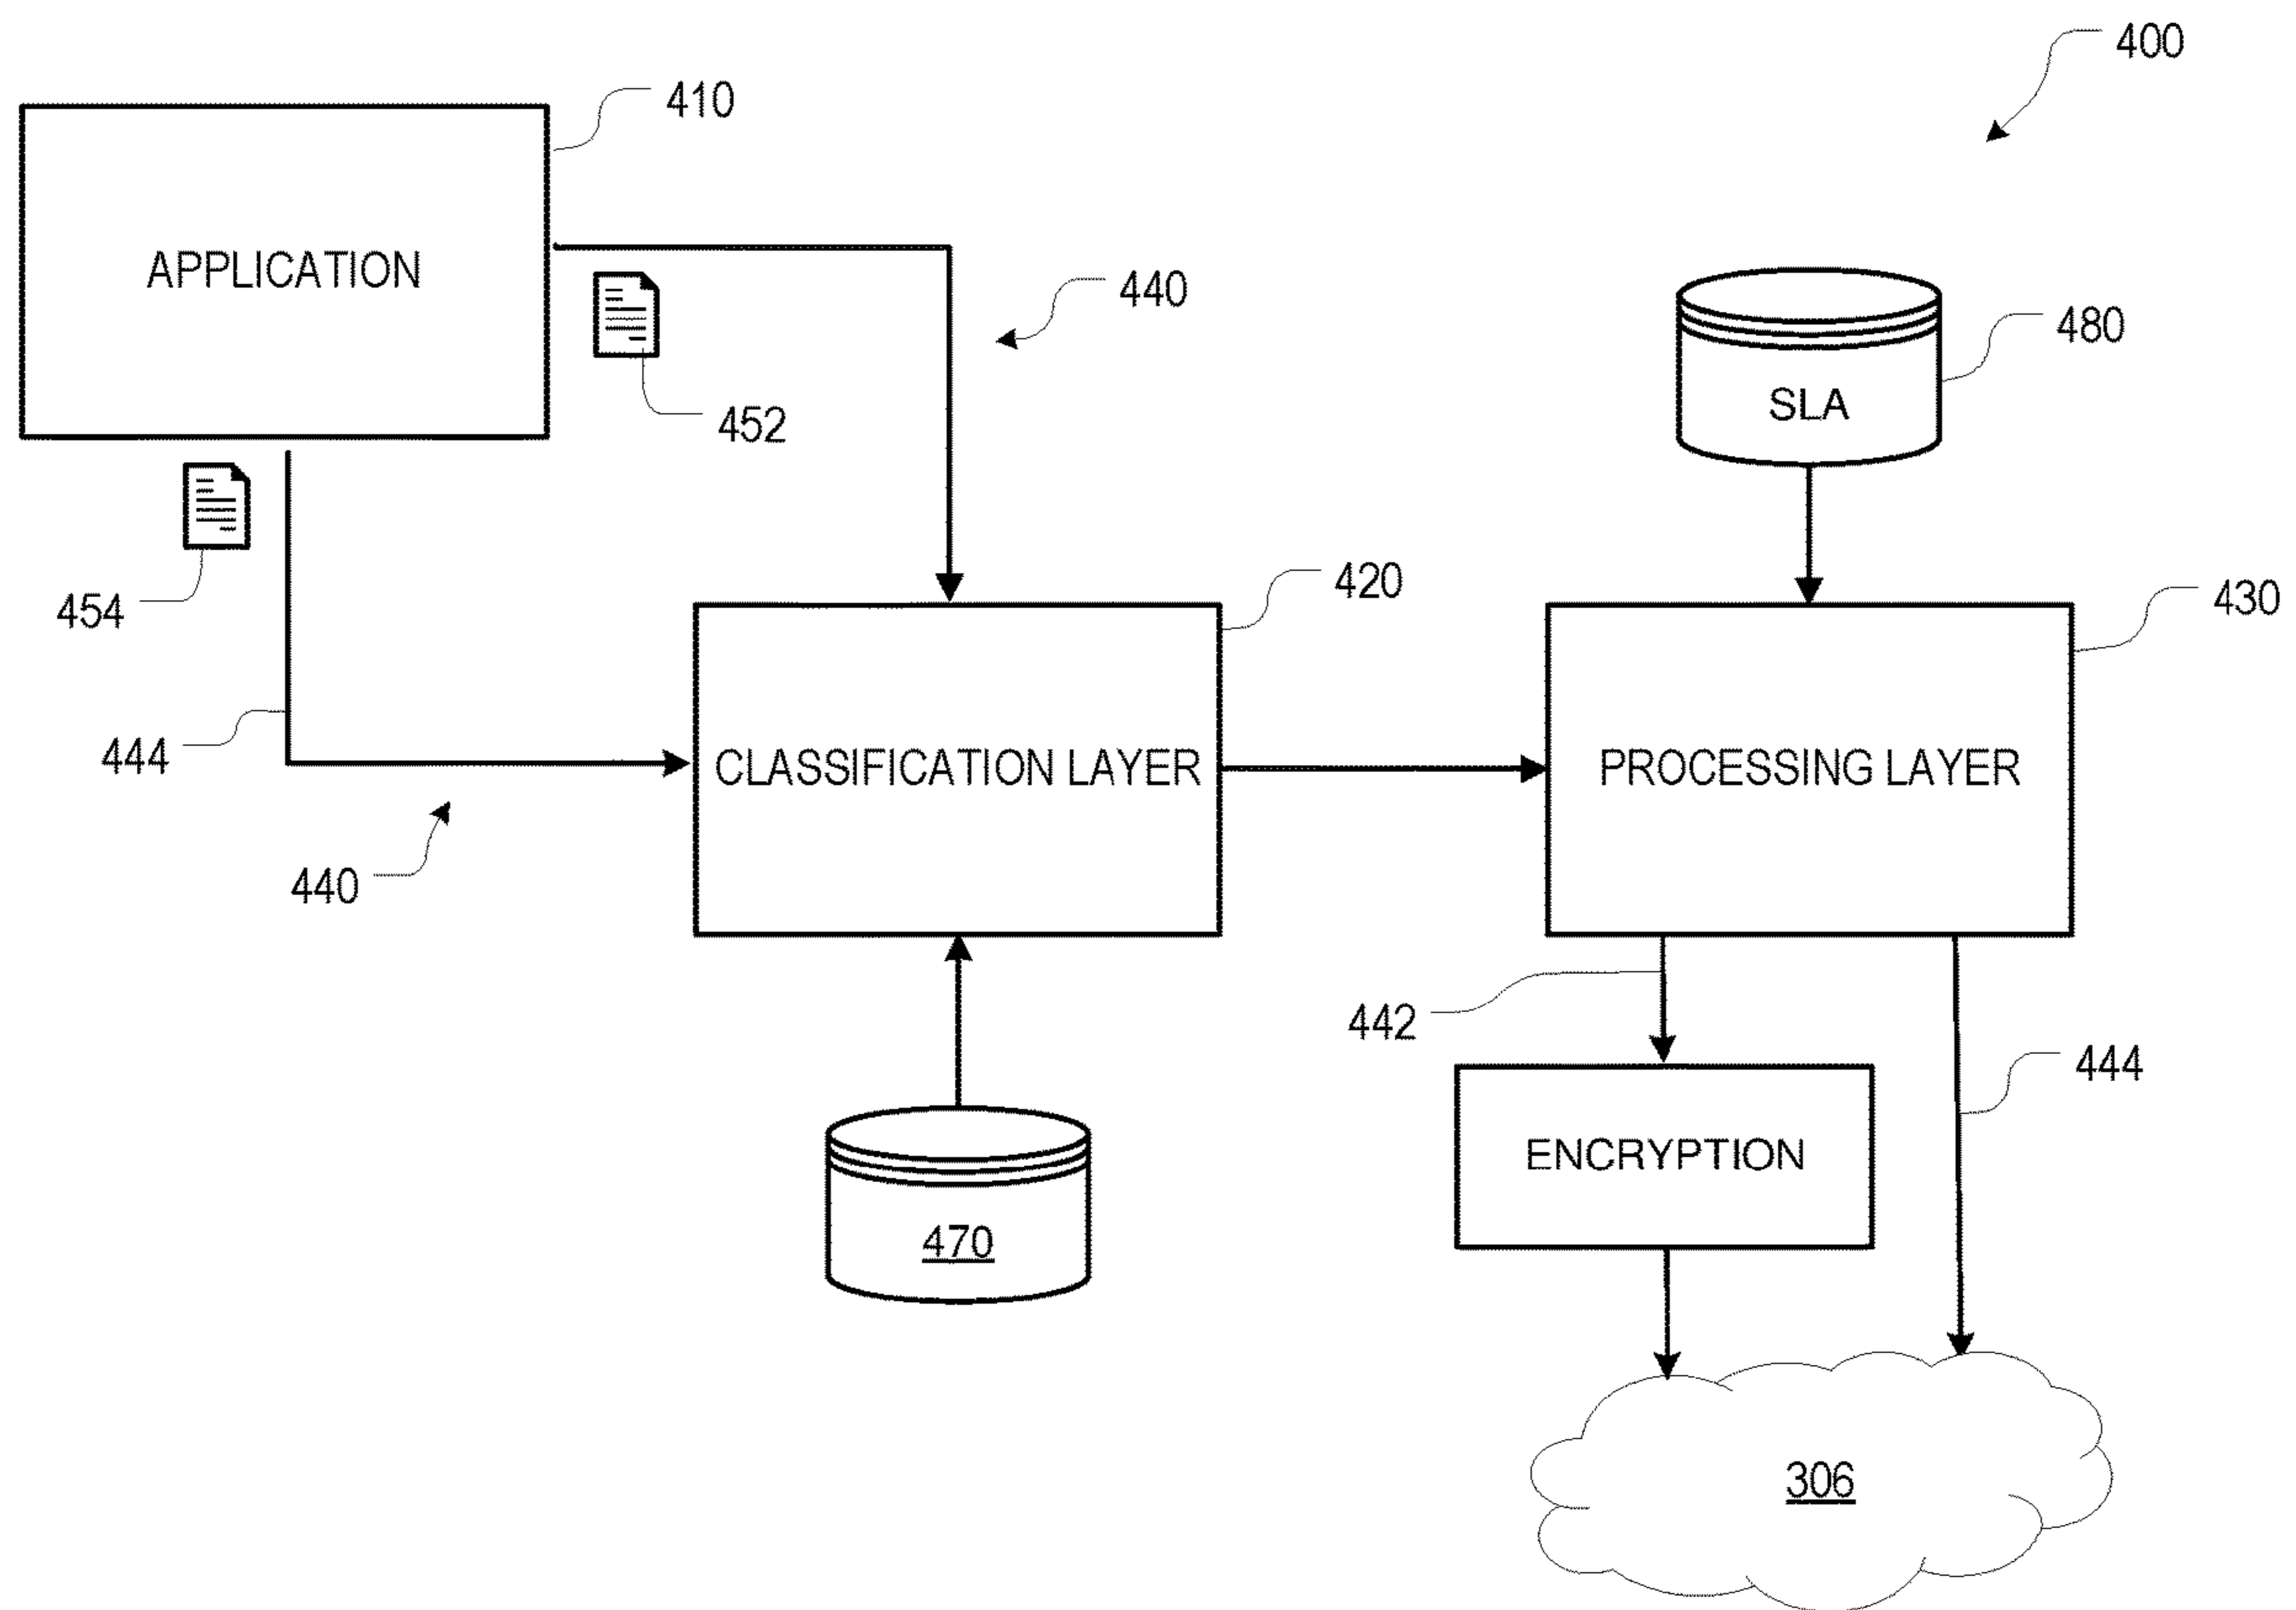 400
410
APPLICATION
440
452
480
SLA
454
420
430
444
CLASSIFICATION LAYER
PROCESSING LAYER
440
442
444
ENCRYPTION
470
306